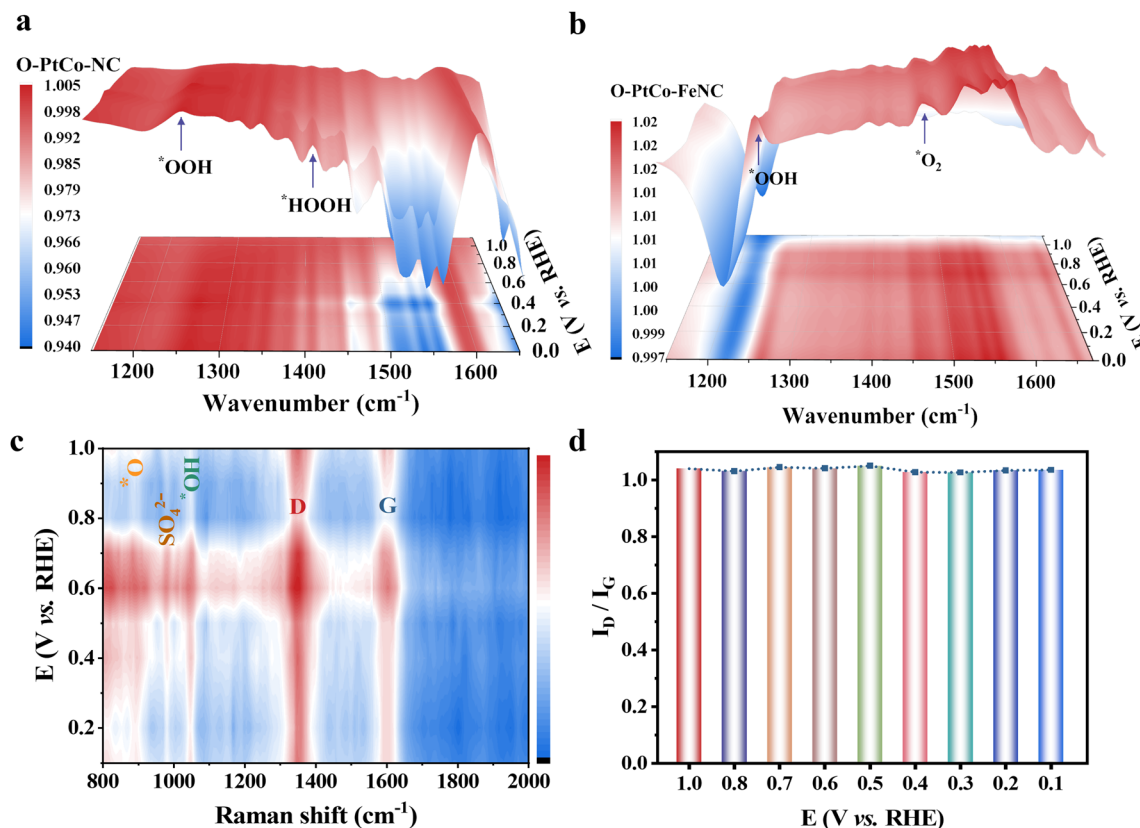 a
O-PtCo-NC
1.005
0.998
0.992
0.985
0.979
0.973
0.966
0.960
0.953
0.947
0.940
*OOH
*HOOH
1.0
0.8
0.6
0.4
0.2
0.0
E (V vs. RHE)
1200 1300 1400 1500 1600
Wavenumber (cm⁻¹)
b
O-PtCo-FeNC
1.02
1.02
1.02
1.01
1.01
1.01
1.01
1.00
1.00
0.999
0.997
*OOH
*O₂
1.0
0.8
0.6
0.4
0.2
0.0
E (V vs. RHE)
1200 1300 1400 1500 1600
Wavenumber (cm⁻¹)
c
1.0
0.8
0.6
0.4
0.2
E (V vs. RHE)
*O
SO₄²⁻
*OH
D
G
800 1000 1200 1400 1600 1800 2000
Raman shift (cm⁻¹)
d
1.0
0.8
0.6
0.4
0.2
0.0
I_D / I_G
1.0 0.8 0.7 0.6 0.5 0.4 0.3 0.2 0.1
E (V vs. RHE)